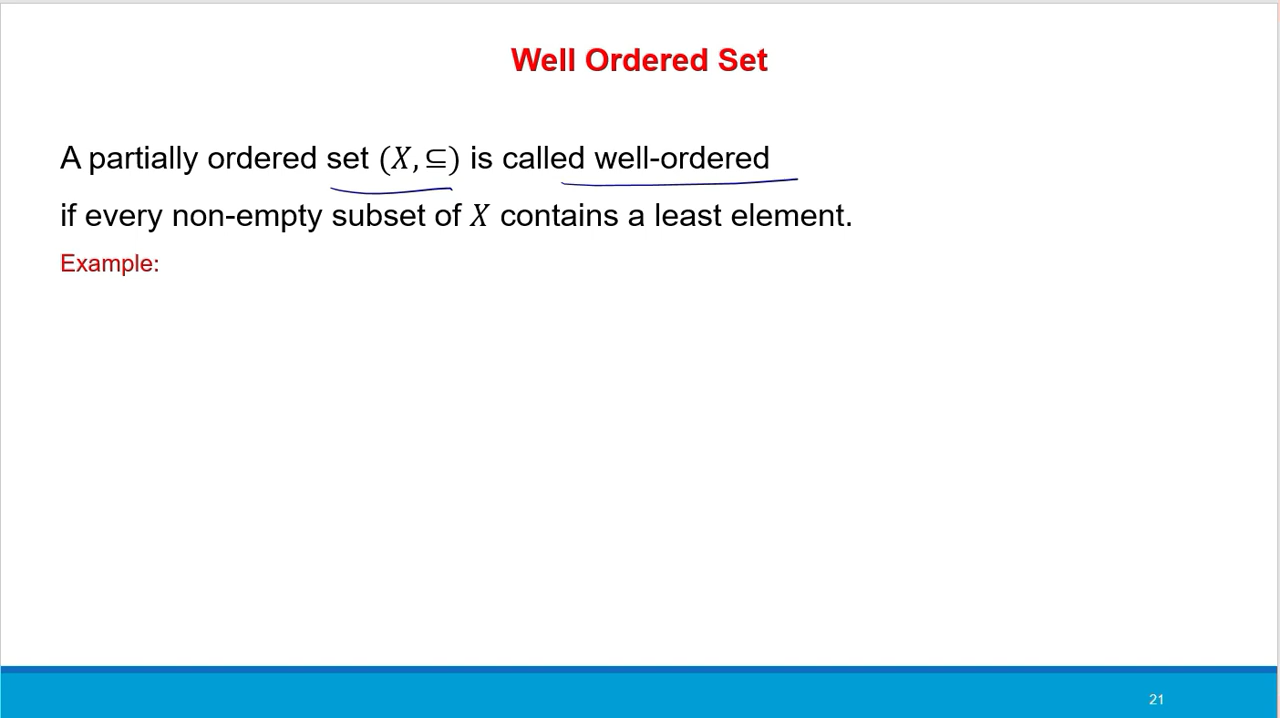 Well Ordered Set
A partially ordered set (X, ⊆) is called well-ordered
if every non-empty subset of X contains a least element.
Example:
21